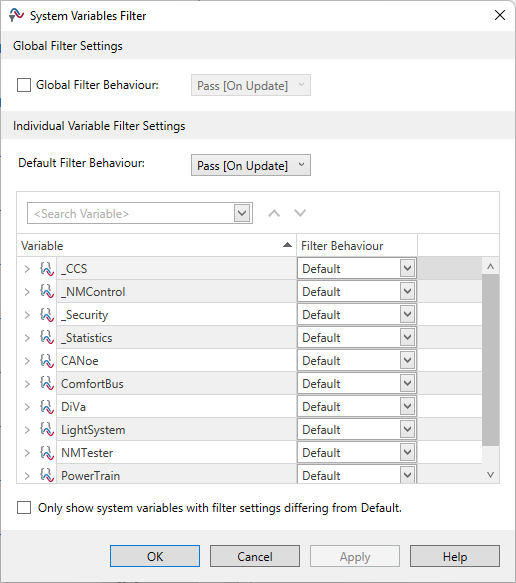 System Variables Filter
Global Filter Settings
Global Filter Behaviour: Pass [On Update]
Individual Variable Filter Settings
Default Filter Behaviour: Pass [On Update]
<Search Variable>
Variable Filter Behaviour
_CCS Default
_NMControl Default
_Security Default
_Statistics Default
CANoe Default
ComfortBus Default
DiVa Default
LightSystem Default
NMTester Default
PowerTrain Default
Only show system variables with filter settings differing from Default.
OK Cancel Apply Help